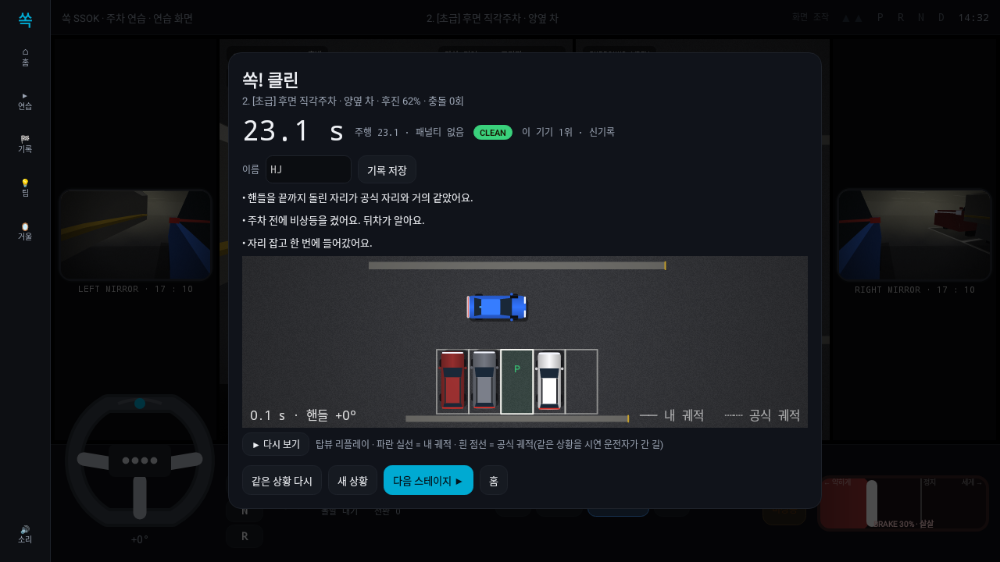 쏙
쏙 SSOK · 주차 연습 · 연습 화면
2. [초급] 후면 직각주차 · 양옆 차
화면 조작
P R N D
14:32
홈
연습
기록
팁
거울
소리
쏙! 클린
2. [초급] 후면 직각주차 · 양옆 차 · 후진 62% · 충돌 0회
23.1 s 주행 23.1 · 패널티 없음 CLEAN 이 기기 1위 · 신기록
이름 HJ 기록 저장
• 핸들을 끝까지 돌린 자리가 공식 자리와 거의 같았어요.
• 주차 전에 비상등을 켰어요. 뒤차가 알아요.
• 자리 잡고 한 번에 들어갔어요.
P
0.1 s · 핸들 +0° ── 내 궤적 ┄┄ 공식 궤적
► 다시 보기 탑뷰 리플레이 · 파란 실선 = 내 궤적 · 흰 점선 = 공식 궤적(같은 상황을 시연 운전자가 간 길)
같은 상황 다시 새 상황 다음 스테이지 ► 홈
LEFT MIRROR · 17 : 10
RIGHT MIRROR · 17 : 10
+0°
N
R
BRAKE 30% · 살살